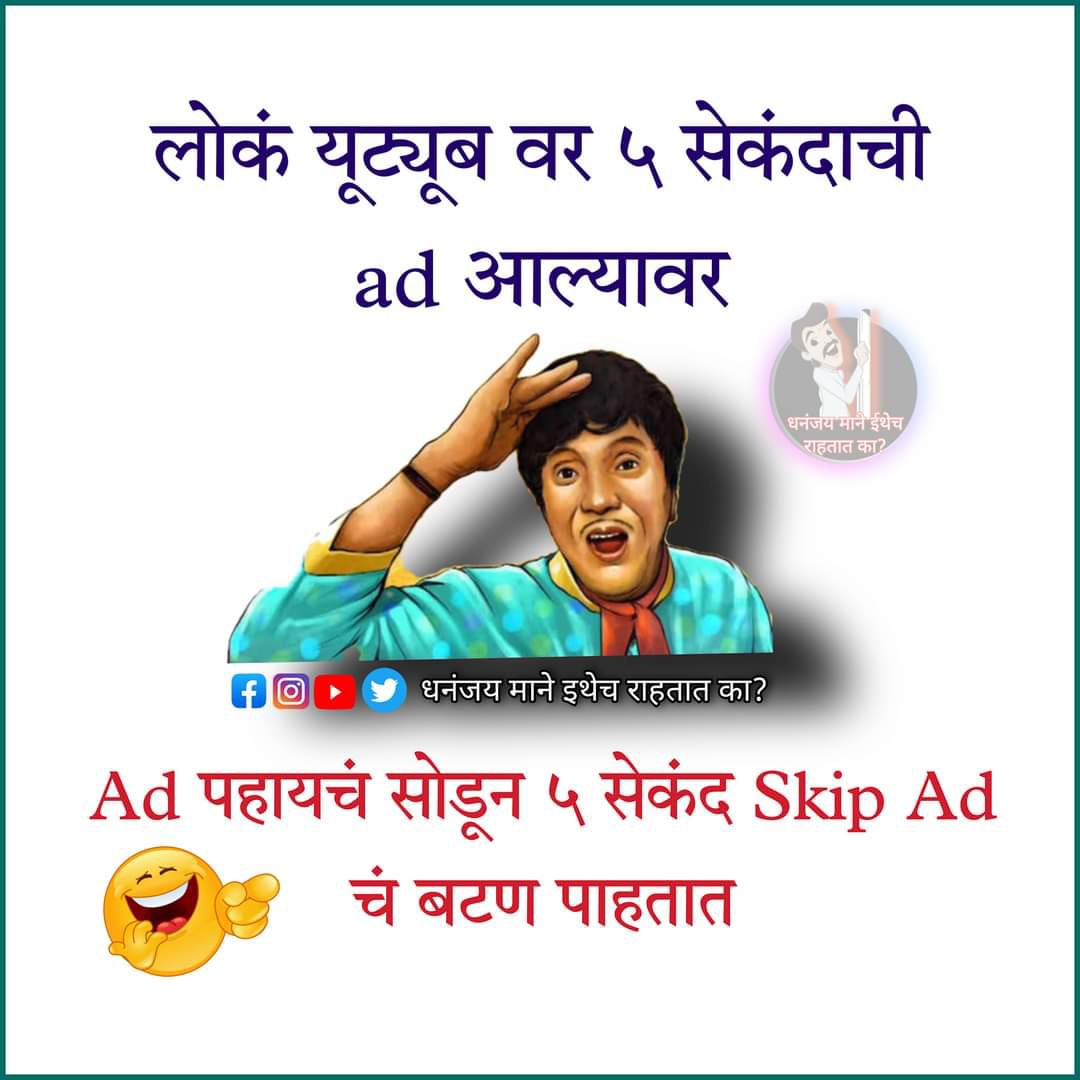 लोकं यूट्यूब वर ५ सेकंदाची
ad आल्यावर
धनंजय माने ईथेच
राहतात का?
धनंजय माने इथेच राहतात का?
Ad पहायचं सोडून ५ सेकंद Skip Ad
चं बटण पाहतात